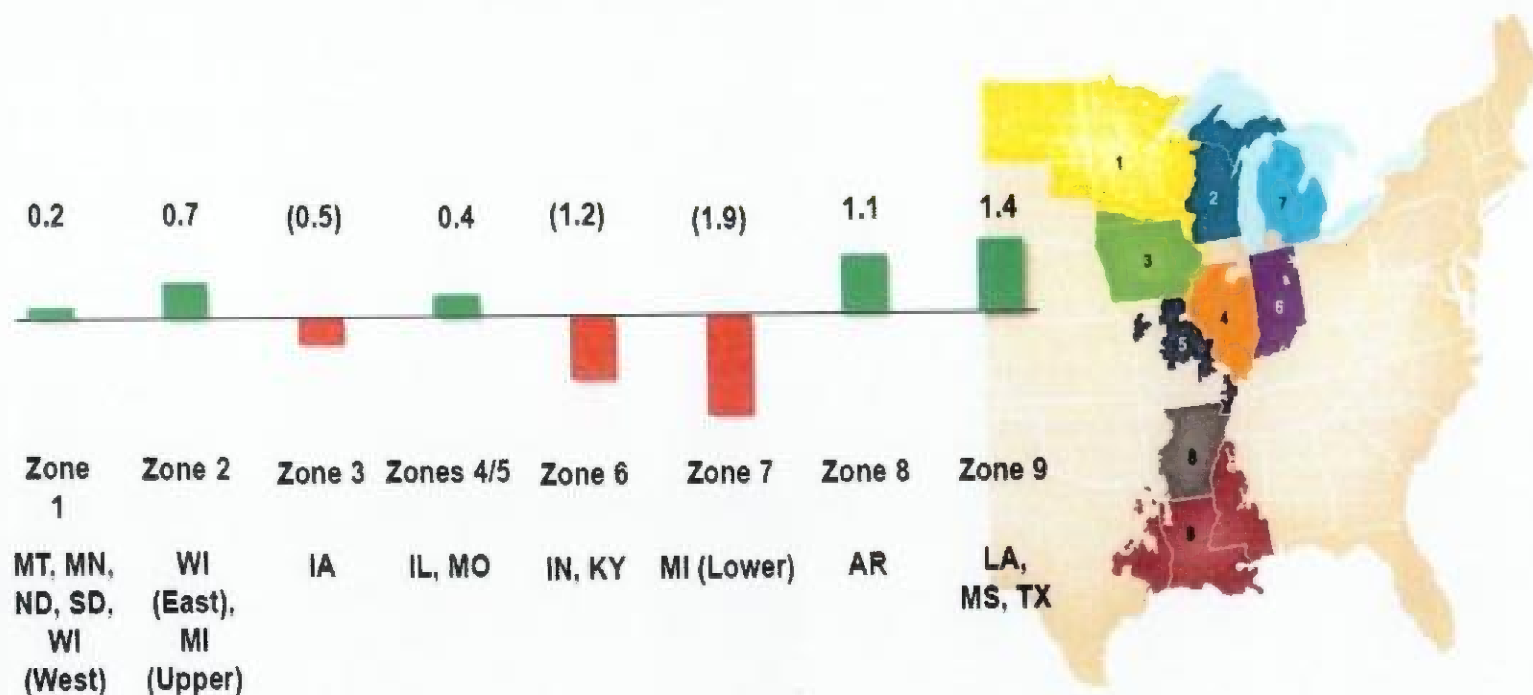 0.2 0.7 (0.5) 0.4 (1.2) (1.9) 1.1 1.4
Zone 1
Zone 2
Zone 3
Zones 4/5
Zone 6
Zone 7
Zone 8
Zone 9
MT, MN,
ND, SD,
WI
(West)
WI
(East),
MI
(Upper)
IA
IL, MO
IN, KY
MI (Lower)
AR
LA,
MS, TX
1
2
7
3
6
4
5
8
9